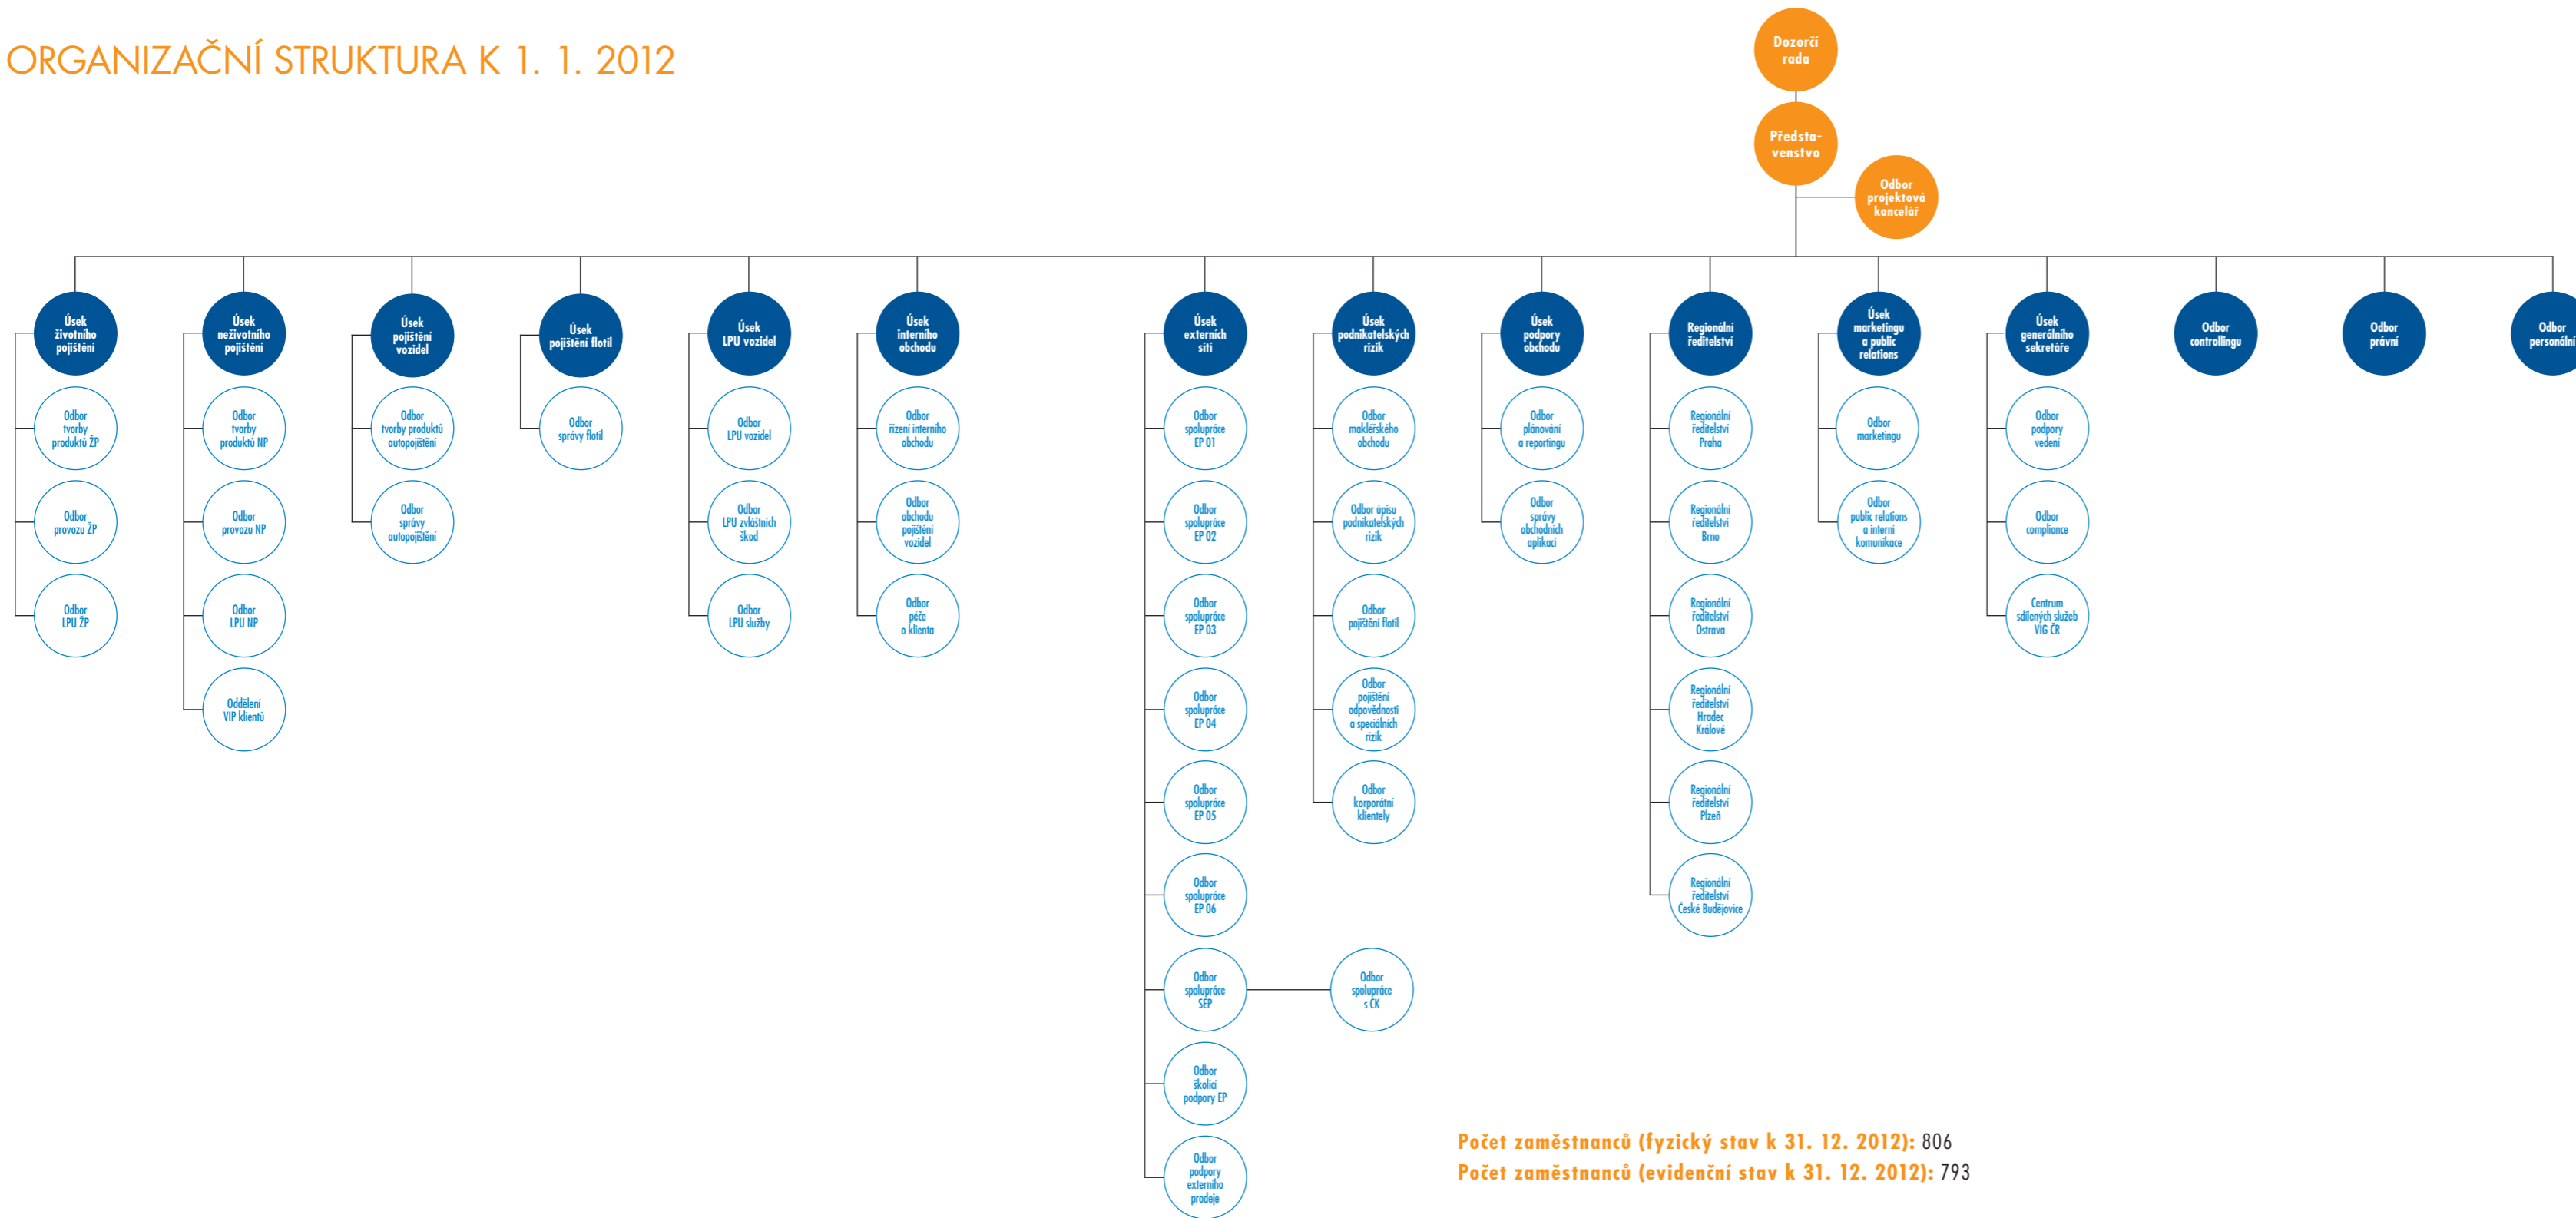 ORGANIZAČNÍ STRUKTURA K 1. 1. 2012
Dozorčí
rada
Předsta-
venstvo
Odbor
projektová
kancelář
Úsek
životního
pojištění
Odbor
tvorby
produktů ŽP
Odbor
provozu ŽP
Odbor
LPU ŽP
Úsek
neživotního
pojištění
Odbor
tvorby
produktů NP
Odbor
provozu NP
Odbor
LPU NP
Oddělení
VIP klientů
Úsek
pojištění
vozidel
Odbor
tvorby produktů
autopojištění
Odbor
správy
autopojištění
Úsek
pojištění flotil
Odbor
správy flotil
Úsek
LPU vozidel
Odbor
LPU vozidel
Odbor
LPU zvláštních
škod
Odbor
LPU služby
Úsek
interního
obchodu
Odbor
řízení interního
obchodu
Odbor
obchodu
pojištění
vozidel
Odbor
péče
o klienta
Úsek
externích
sítí
Odbor
spolupráce
EP 01
Odbor
spolupráce
EP 02
Odbor
spolupráce
EP 03
Odbor
spolupráce
EP 04
Odbor
spolupráce
EP 05
Odbor
spolupráce
EP 06
Odbor
spolupráce
SEP
Odbor
spolupráce
s CK
Odbor
školicí
podpory EP
Odbor
podpory
externího
prodeje
Úsek
podnikatelských
rizik
Odbor
makléřského
obchodu
Odbor úpisu
podnikatelských
rizik
Odbor
pojištění flotil
Odbor
pojištění
odpovědnosti
a speciálních
rizik
Odbor
korporátní
klientely
Úsek
podpory
obchodu
Odbor
plánování
a reportingu
Odbor
správy
obchodních
aplikací
Regionální
ředitelství
Regionální
ředitelství
Praha
Regionální
ředitelství
Brno
Regionální
ředitelství
Ostrava
Regionální
ředitelství
Hradec
Králové
Regionální
ředitelství
Plzeň
Regionální
ředitelství
České Budějovice
Úsek
marketingu
a public
relations
Odbor
marketingu
Odbor
public relations
a interní
komunikace
Úsek
generálního
sekretáře
Odbor
podpory
vedení
Odbor
compliance
Centrum
sdílených služeb
VIG ČR
Odbor
controllingu
Odbor
právní
Odbor
personální
Počet zaměstnanců (fyzický stav k 31. 12. 2012): 806
Počet zaměstnanců (evidenční stav k 31. 12. 2012): 793